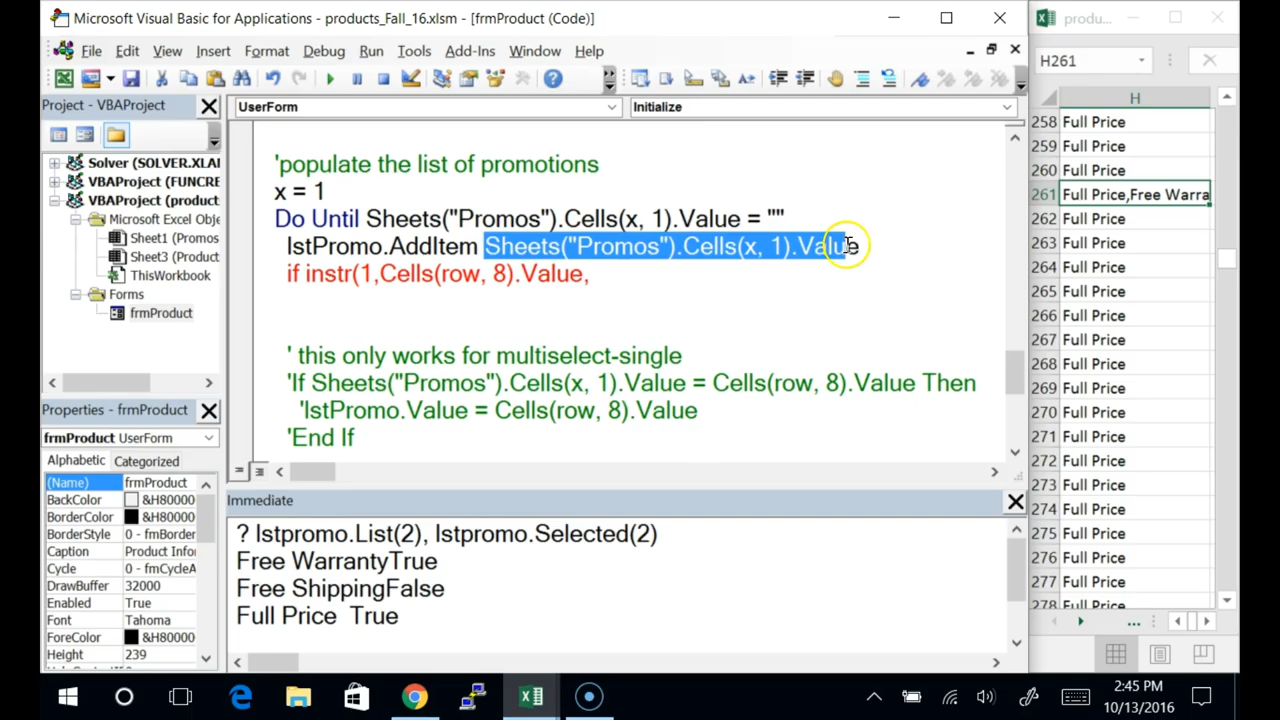 Microsoft Visual Basic for Applications - products_Fall_16.xlsm - [frmProduct (Code)]
File Edit View Insert Format Debug Run Tools Add-Ins Window Help
Project - VBAProject
Solver (SOLVER.XLAM
VBAProject (FUNCRE
VBAProject (product
Microsoft Excel Obje
Sheet1 (Promos
Sheet3 (Product
ThisWorkbook
Forms
frmProduct
Properties - frmProduct
frmProduct UserForm
Alphabetic Categorized
(Name) frmProduct
BackColor &H80000
BorderColor &H80000
BorderStyle 0 - fmBorder
Caption Product Infor
Cycle 0 - fmCycleA
DrawBuffer 32000
Enabled True
Font Tahoma
ForeColor &H80000
Height 239
UserForm Initialize
'populate the list of promotions
x = 1
Do Until Sheets("Promos").Cells(x, 1).Value = ""
lstPromo.AddItem Sheets("Promos").Cells(x, 1).Value
if instr(1,Cells(row, 8).Value,
' this only works for multiselect-single
'If Sheets("Promos").Cells(x, 1).Value = Cells(row, 8).Value Then
'lstPromo.Value = Cells(row, 8).Value
'End If
Immediate
? lstpromo.List(2), lstpromo.Selected(2)
Free WarrantyTrue
Free ShippingFalse
Full Price True
produ...
H261
H
258 Full Price
259 Full Price
260 Full Price
261 Full Price,Free Warra
262 Full Price
263 Full Price
264 Full Price
265 Full Price
266 Full Price
267 Full Price
268 Full Price
269 Full Price
270 Full Price
271 Full Price
272 Full Price
273 Full Price
274 Full Price
275 Full Price
276 Full Price
277 Full Price
278 Full Price
2:45 PM
10/13/2016